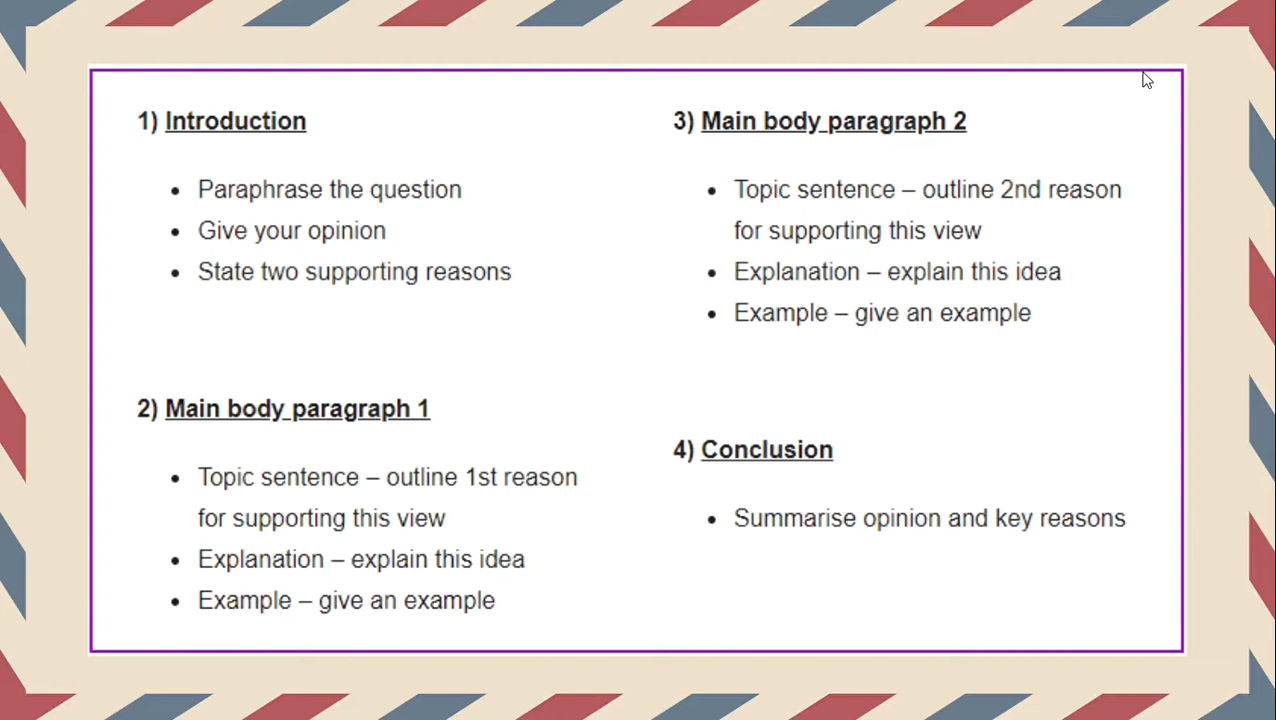 1) Introduction
• Paraphrase the question
• Give your opinion
• State two supporting reasons
2) Main body paragraph 1
• Topic sentence – outline 1st reason
for supporting this view
• Explanation – explain this idea
• Example – give an example
3) Main body paragraph 2
• Topic sentence – outline 2nd reason
for supporting this view
• Explanation – explain this idea
• Example – give an example
4) Conclusion
• Summarise opinion and key reasons